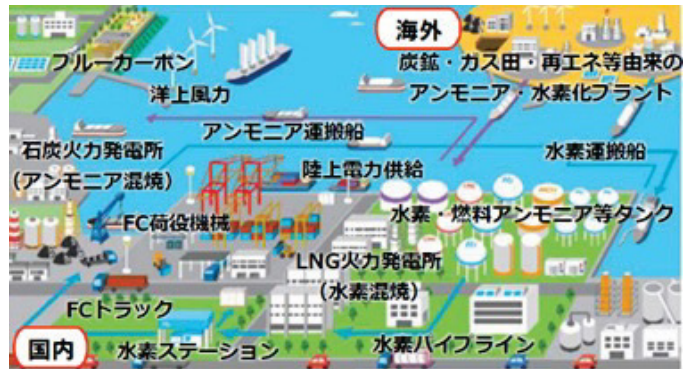 海外
ブルーカーボン
炭鉱・ガス田・再エネ等由来の
アンモニア・水素化プラント
洋上風力
アンモニア運搬船
水素運搬船
石炭火力発電所
(アンモニア混焼)
陸上電力供給
水素・燃料アンモニア等タンク
FC荷役機械
LNG火力発電所
(水素混焼)
FCトラック
国内
水素ステーション
水素パイプライン